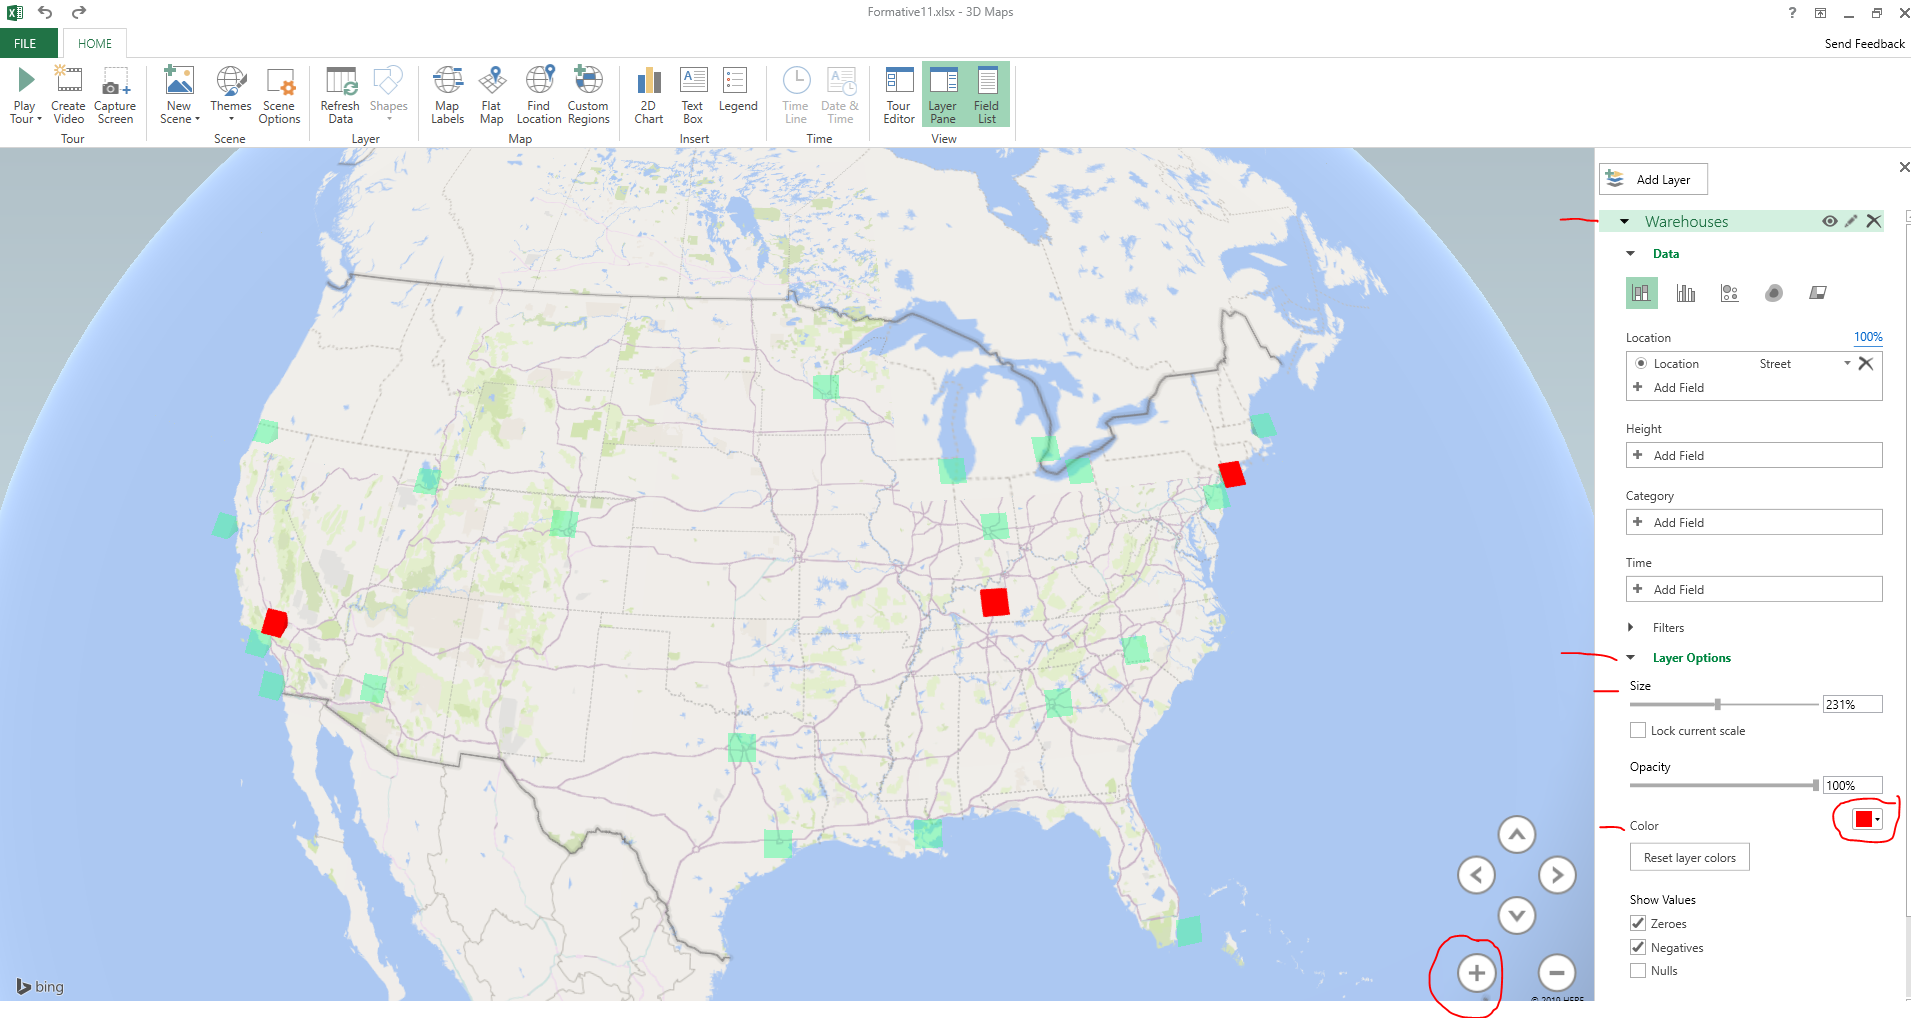 Formative11.xlsx - 3D Maps
?
FILE
HOME
Send Feedback
Play Tour
Create Video
Capture Screen
Tour
New Scene
Themes
Scene Options
Scene
Refresh Data
Shapes
Layer
Map Labels
Flat Map
Find Location
Custom Regions
Map
2D Chart
Text Box
Legend
Insert
Time Line
Date & Time
Time
Tour Editor
Layer Pane
Field List
View
Add Layer
Warehouses
Data
Location 100%
Location Street
Add Field
Height
Add Field
Category
Add Field
Time
Add Field
Filters
Layer Options
Size
231%
Lock current scale
Opacity
100%
Color
Reset layer colors
Show Values
Zeroes
Negatives
Nulls
bing
© 2019 HERE